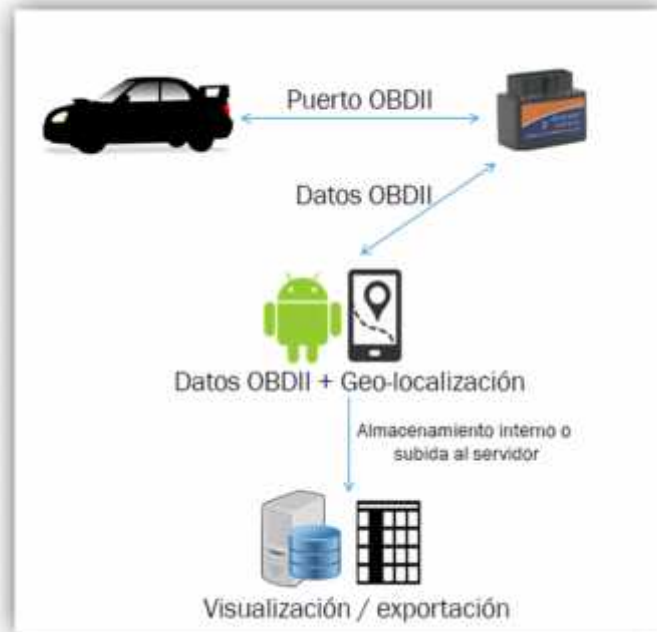 Puerto OBDII
Datos OBDII
Datos OBDII + Geo-localización
Almacenamiento interno o
subida al servidor
Visualización / exportación